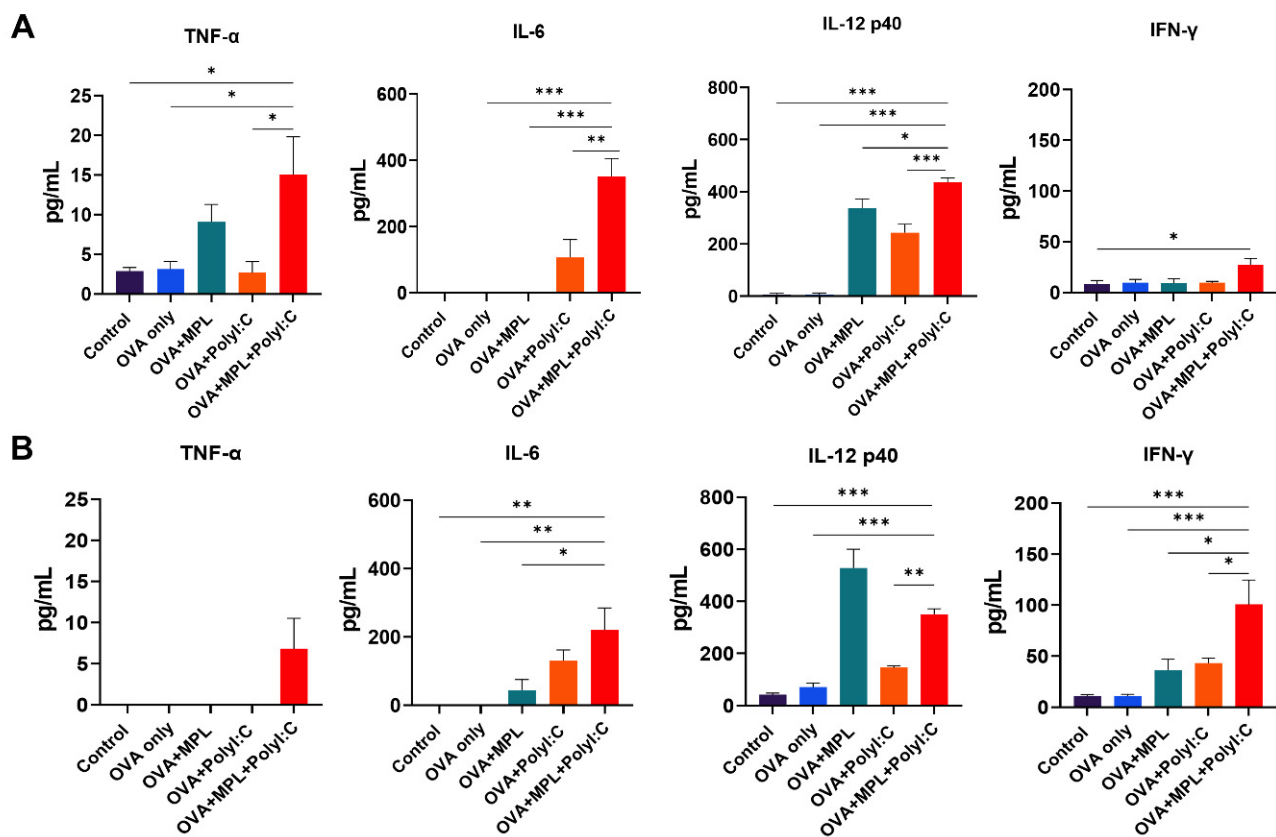 A
TNF-α
pg/mL
25
20
15
10
5
0
*
*
*
Control
OVA only
OVA+MPL
OVA+PolyI:C
OVA+MPL+PolyI:C
IL-6
pg/mL
600
400
200
0
***
***
**
Control
OVA only
OVA+MPL
OVA+PolyI:C
OVA+MPL+PolyI:C
IL-12 p40
pg/mL
800
600
400
200
0
***
***
*
***
Control
OVA only
OVA+MPL
OVA+PolyI:C
OVA+MPL+PolyI:C
IFN-γ
pg/mL
200
150
100
50
0
*
Control
OVA only
OVA+MPL
OVA+PolyI:C
OVA+MPL+PolyI:C
B
TNF-α
pg/mL
25
20
15
10
5
0
Control
OVA only
OVA+MPL
OVA+PolyI:C
OVA+MPL+PolyI:C
IL-6
pg/mL
600
400
200
0
**
**
*
Control
OVA only
OVA+MPL
OVA+PolyI:C
OVA+MPL+PolyI:C
IL-12 p40
pg/mL
800
600
400
200
0
***
***
**
Control
OVA only
OVA+MPL
OVA+PolyI:C
OVA+MPL+PolyI:C
IFN-γ
pg/mL
200
150
100
50
0
***
***
*
*
Control
OVA only
OVA+MPL
OVA+PolyI:C
OVA+MPL+PolyI:C